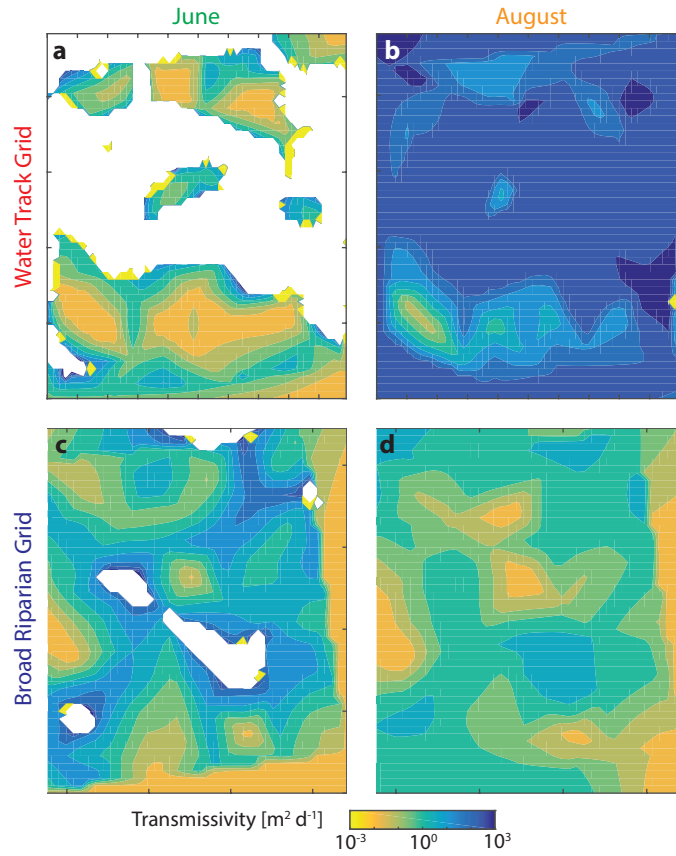 June
August
a
b
Water Track Grid
c
d
Broad Riparian Grid
Transmissivity [m² d⁻¹]
10⁻³
10⁰
10³